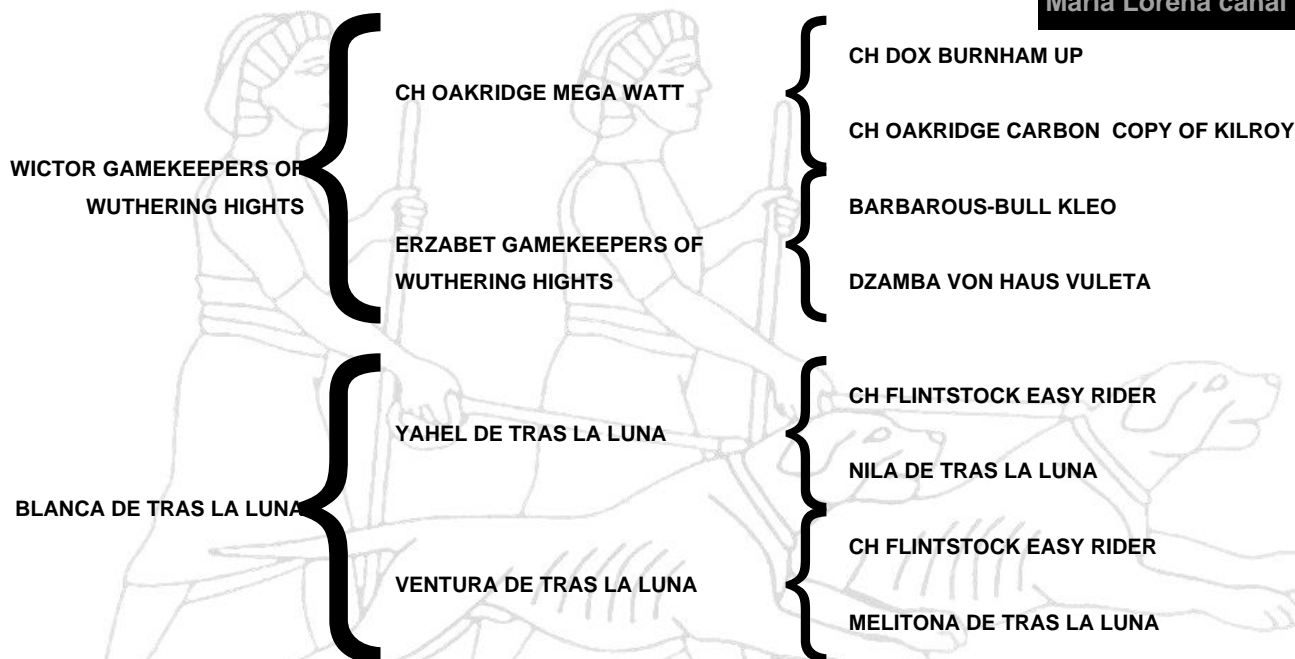 Maria Lorena canal
CH DOX BURNHAM UP
CH OAKRIDGE MEGA WATT
CH OAKRIDGE CARBON COPY OF KILROY
WICTOR GAMEKEEPERS OF
WUTHERING HIGHTS
BARBAROUS-BULL KLEO
ERZABET GAMEKEEPERS OF
WUTHERING HIGHTS
DZAMBA VON HAUS VULETA
CH FLINTSTOCK EASY RIDER
YAHEL DE TRAS LA LUNA
NILA DE TRAS LA LUNA
BLANCA DE TRAS LA LUNA
CH FLINTSTOCK EASY RIDER
VENTURA DE TRAS LA LUNA
MELITONA DE TRAS LA LUNA